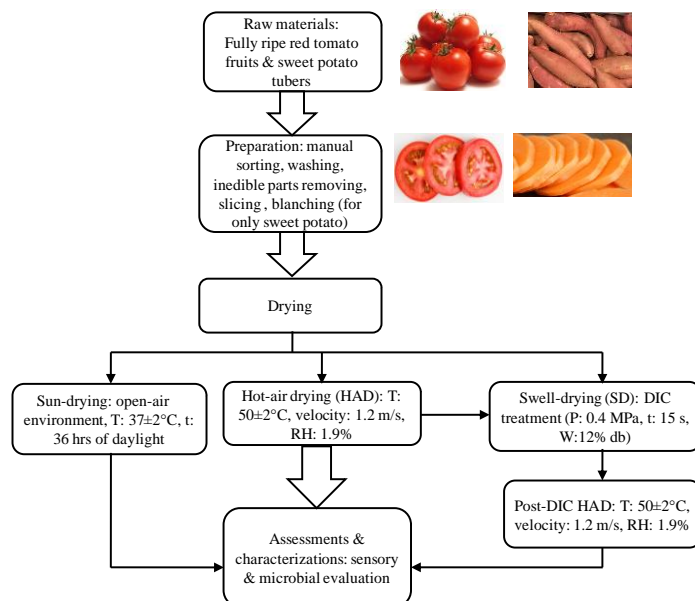 Raw materials:
Fully ripe red tomato
fruits & sweet potato
tubers
Preparation: manual
sorting, washing,
inedible parts removing,
slicing , blanching (for
only sweet potato)
Drying
Sun-drying: open-air
environment, T: 37±2°C, t:
36 hrs of daylight
Hot-air drying (HAD): T:
50±2°C, velocity: 1.2 m/s,
RH: 1.9%
Swell-drying (SD): DIC
treatment (P: 0.4 MPa, t: 15 s,
W:12% db)
Post-DIC HAD: T: 50±2°C,
velocity: 1.2 m/s, RH: 1.9%
Assessments &
characterizations: sensory
& microbial evaluation